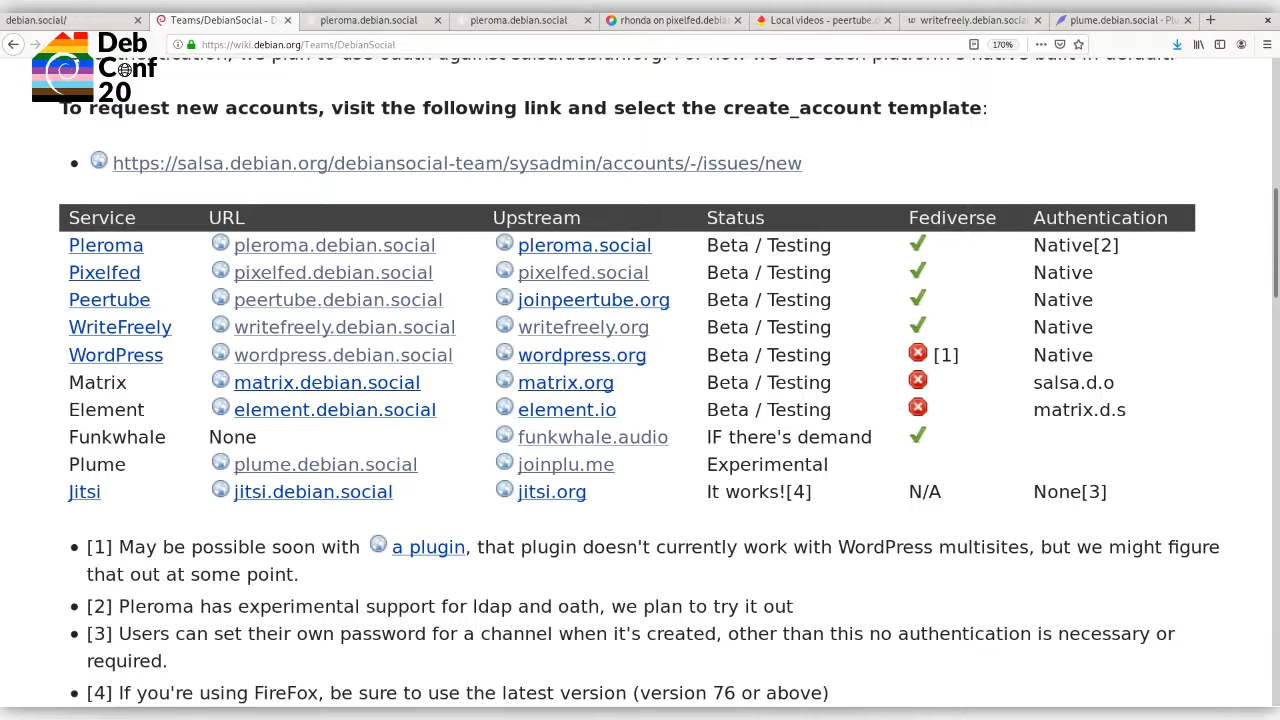 debian.social/
Teams/DebianSocial - D
pleroma.debian.social
pleroma.debian.social
rhonda on pixelfed.debia
Local videos - peertube.d
writefreely.debian.social
plume.debian.social - Plu
https://wiki.debian.org/Teams/DebianSocial
170%
Deb
Conf
20
To request new accounts, visit the following link and select the create_account template:
https://salsa.debian.org/debiansocial-team/sysadmin/accounts/-/issues/new
Service URL Upstream Status Fediverse Authentication
Pleroma pleroma.debian.social pleroma.social Beta / Testing Native[2]
Pixelfed pixelfed.debian.social pixelfed.social Beta / Testing Native
Peertube peertube.debian.social joinpeertube.org Beta / Testing Native
WriteFreely writefreely.debian.social writefreely.org Beta / Testing Native
WordPress wordpress.debian.social wordpress.org Beta / Testing [1] Native
Matrix matrix.debian.social matrix.org Beta / Testing salsa.d.o
Element element.debian.social element.io Beta / Testing matrix.d.s
Funkwhale None funkwhale.audio IF there's demand
Plume plume.debian.social joinplu.me Experimental
Jitsi jitsi.debian.social jitsi.org It works![4] N/A None[3]
[1] May be possible soon with a plugin, that plugin doesn't currently work with WordPress multisites, but we might figure
that out at some point.
[2] Pleroma has experimental support for ldap and oath, we plan to try it out
[3] Users can set their own password for a channel when it's created, other than this no authentication is necessary or
required.
[4] If you're using FireFox, be sure to use the latest version (version 76 or above)